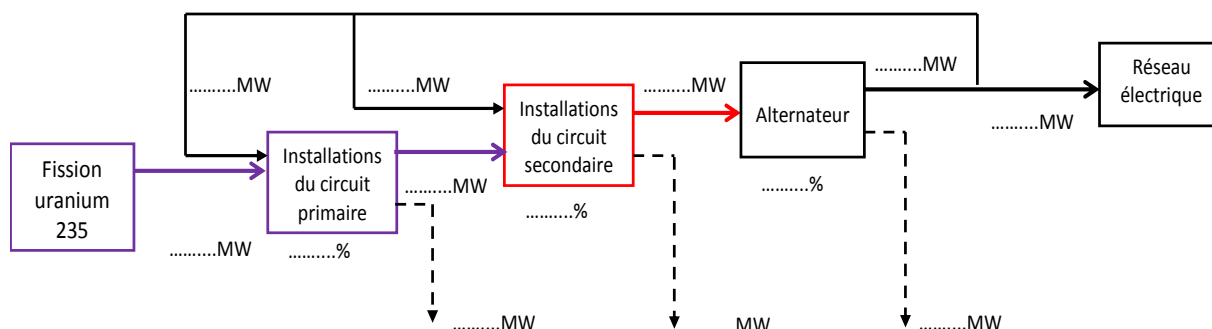 ……....MW
……....MW
……....MW
……....MW
……....MW
Réseau
électrique
Installations
du circuit
secondaire
Alternateur
……....MW
Fission
uranium
235
Installations
du circuit
primaire
……....MW
……....%
……....%
……....MW
……....%
……....MW
MW
……....MW